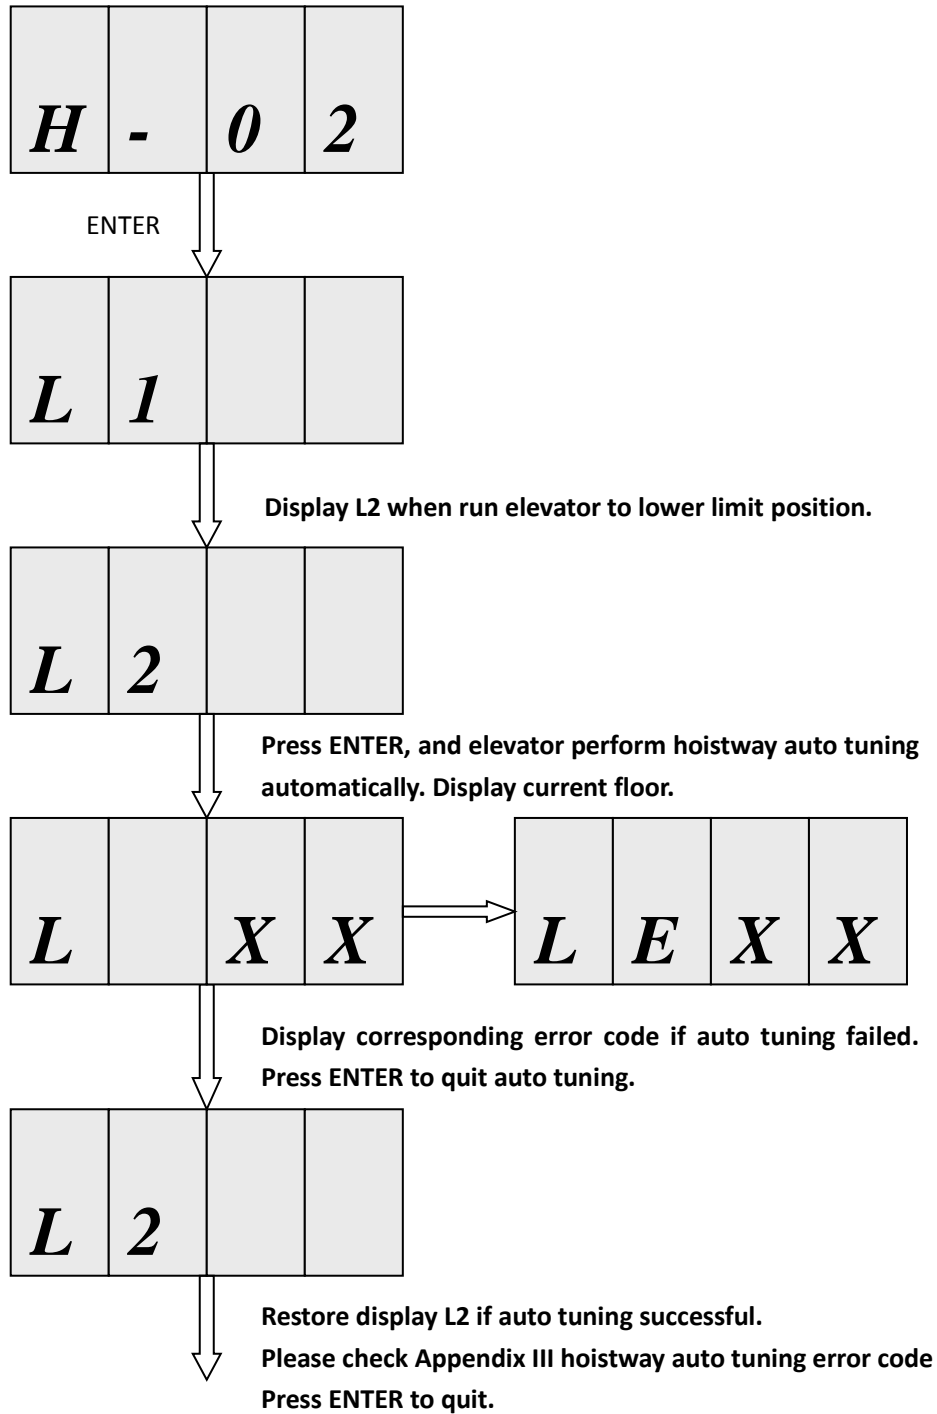 H - 0 2
ENTER
L 1
Display L2 when run elevator to lower limit position.
L 2
Press ENTER, and elevator perform hoistway auto tuning
automatically. Display current floor.
L X X
L E X X
Display corresponding error code if auto tuning failed.
Press ENTER to quit auto tuning.
L 2
Restore display L2 if auto tuning successful.
Please check Appendix III hoistway auto tuning error code
Press ENTER to quit.